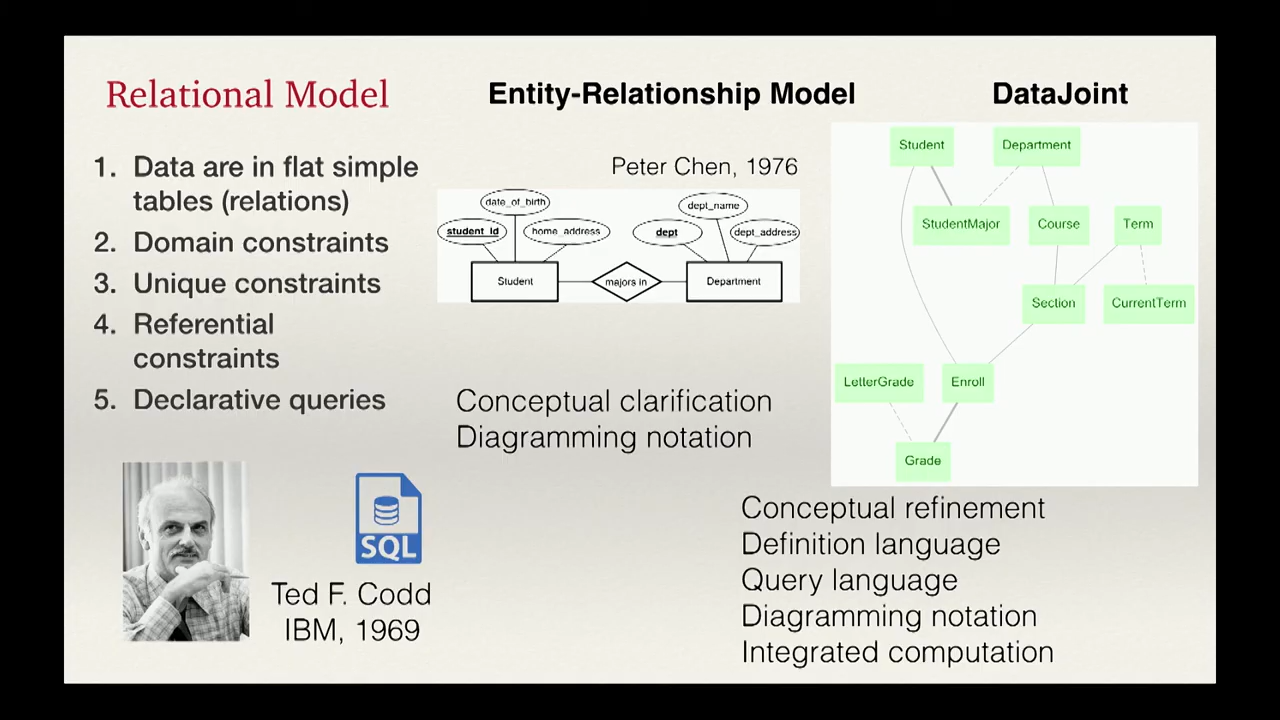 Relational Model
1. Data are in flat simple
tables (relations)
2. Domain constraints
3. Unique constraints
4. Referential
constraints
5. Declarative queries
SQL
Ted F. Codd
IBM, 1969
Entity-Relationship Model
Peter Chen, 1976
date_of_birth
student_id
home_address
dept_name
dept
dept_address
Student
majors in
Department
Conceptual clarification
Diagramming notation
DataJoint
Student
Department
StudentMajor
Course
Term
Section
CurrentTerm
LetterGrade
Enroll
Grade
Conceptual refinement
Definition language
Query language
Diagramming notation
Integrated computation